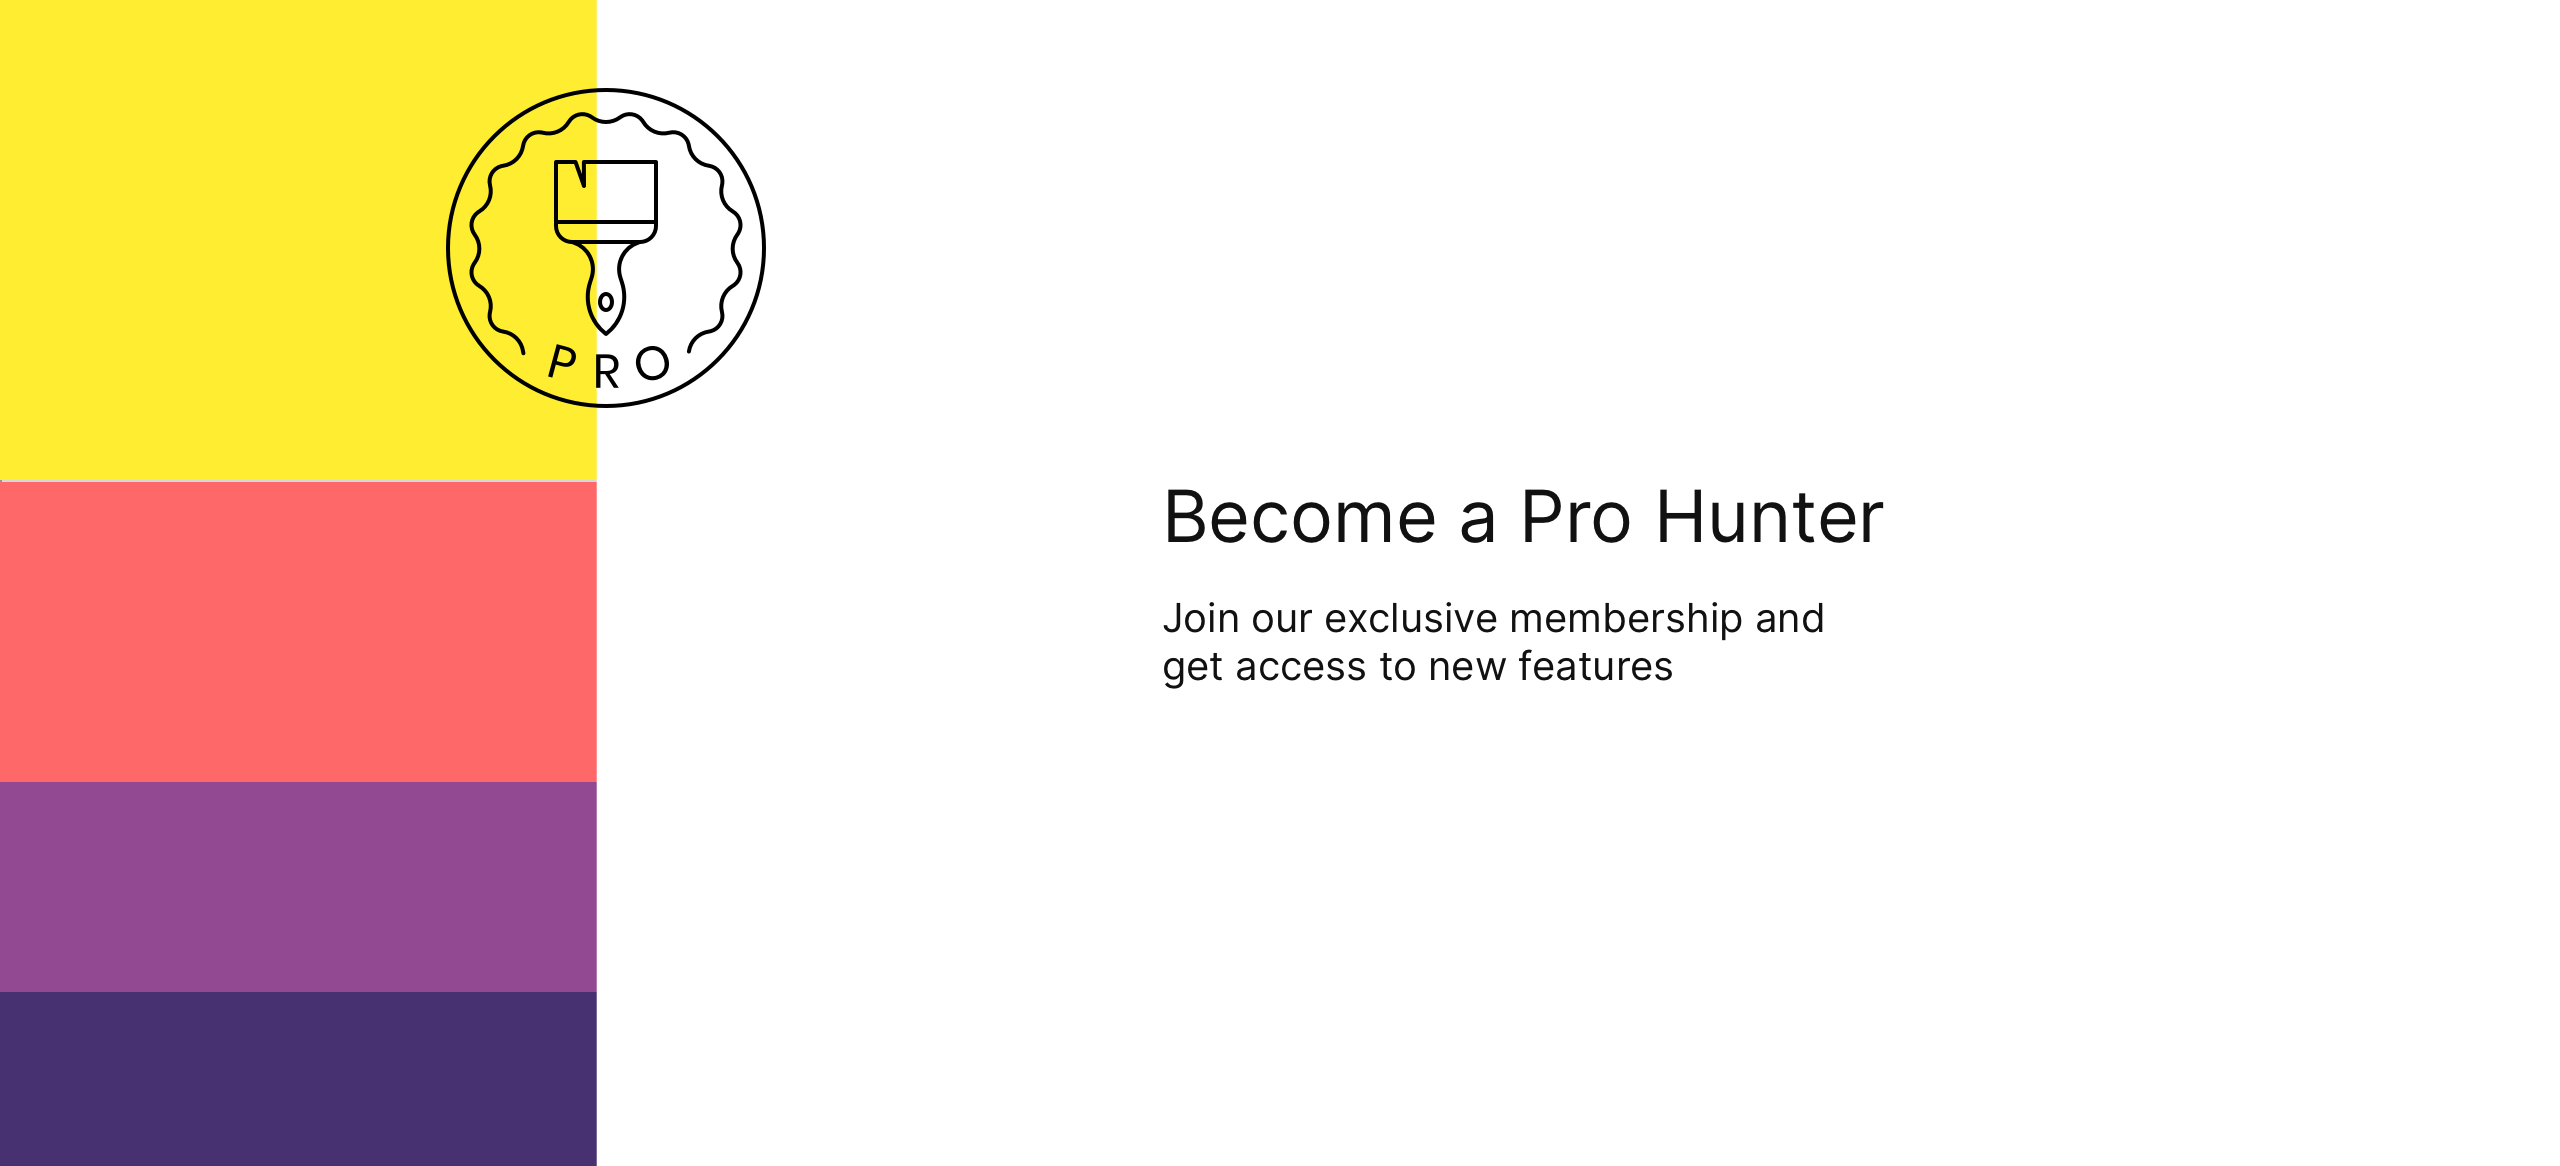 PRO
Become a Pro Hunter
Join our exclusive membership and
get access to new features